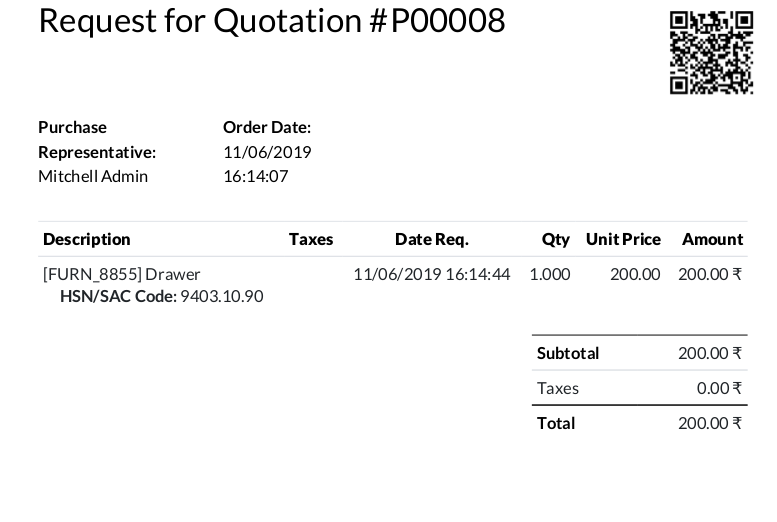 Request for Quotation #P00008
Purchase Representative:
Mitchell Admin
Order Date:
11/06/2019
16:14:07
Description Taxes Date Req. Qty Unit Price Amount
[FURN_8855] Drawer 11/06/2019 16:14:44 1.000 200.00 200.00 ₹
HSN/SAC Code: 9403.10.90
Subtotal 200.00 ₹
Taxes 0.00 ₹
Total 200.00 ₹